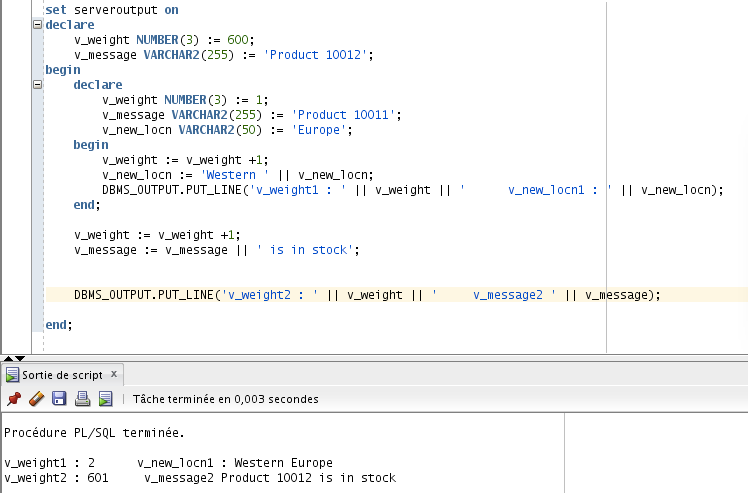 set serveroutput on
declare
    v_weight NUMBER(3) := 600;
    v_message VARCHAR2(255) := 'Product 10012';
begin
    declare
        v_weight NUMBER(3) := 1;
        v_message VARCHAR2(255) := 'Product 10011';
        v_new_locn VARCHAR2(50) := 'Europe';
    begin
        v_weight := v_weight +1;
        v_new_locn := 'Western ' || v_new_locn;
        DBMS_OUTPUT.PUT_LINE('v_weight1 : ' || v_weight || '      v_new_locn1 : ' || v_new_locn);
    end;
    v_weight := v_weight +1;
    v_message := v_message || ' is in stock';
    DBMS_OUTPUT.PUT_LINE('v_weight2 : ' || v_weight || '     v_message2 ' || v_message);
end;
Sortie de script x
Tâche terminée en 0,003 secondes
Procédure PL/SQL terminée.
v_weight1 : 2      v_new_locn1 : Western Europe
v_weight2 : 601     v_message2 Product 10012 is in stock